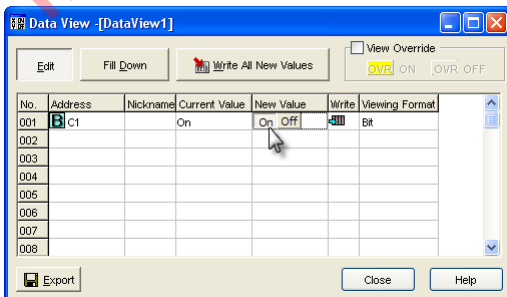 Data View -[DataView1]
Edit Fill Down Write All New Values View Override
OVR ON OVR OFF
No. Address Nickname Current Value New Value Write Viewing Format
001 B C1 On On Off Bit
002
003
004
005
006
007
008
Export Close Help